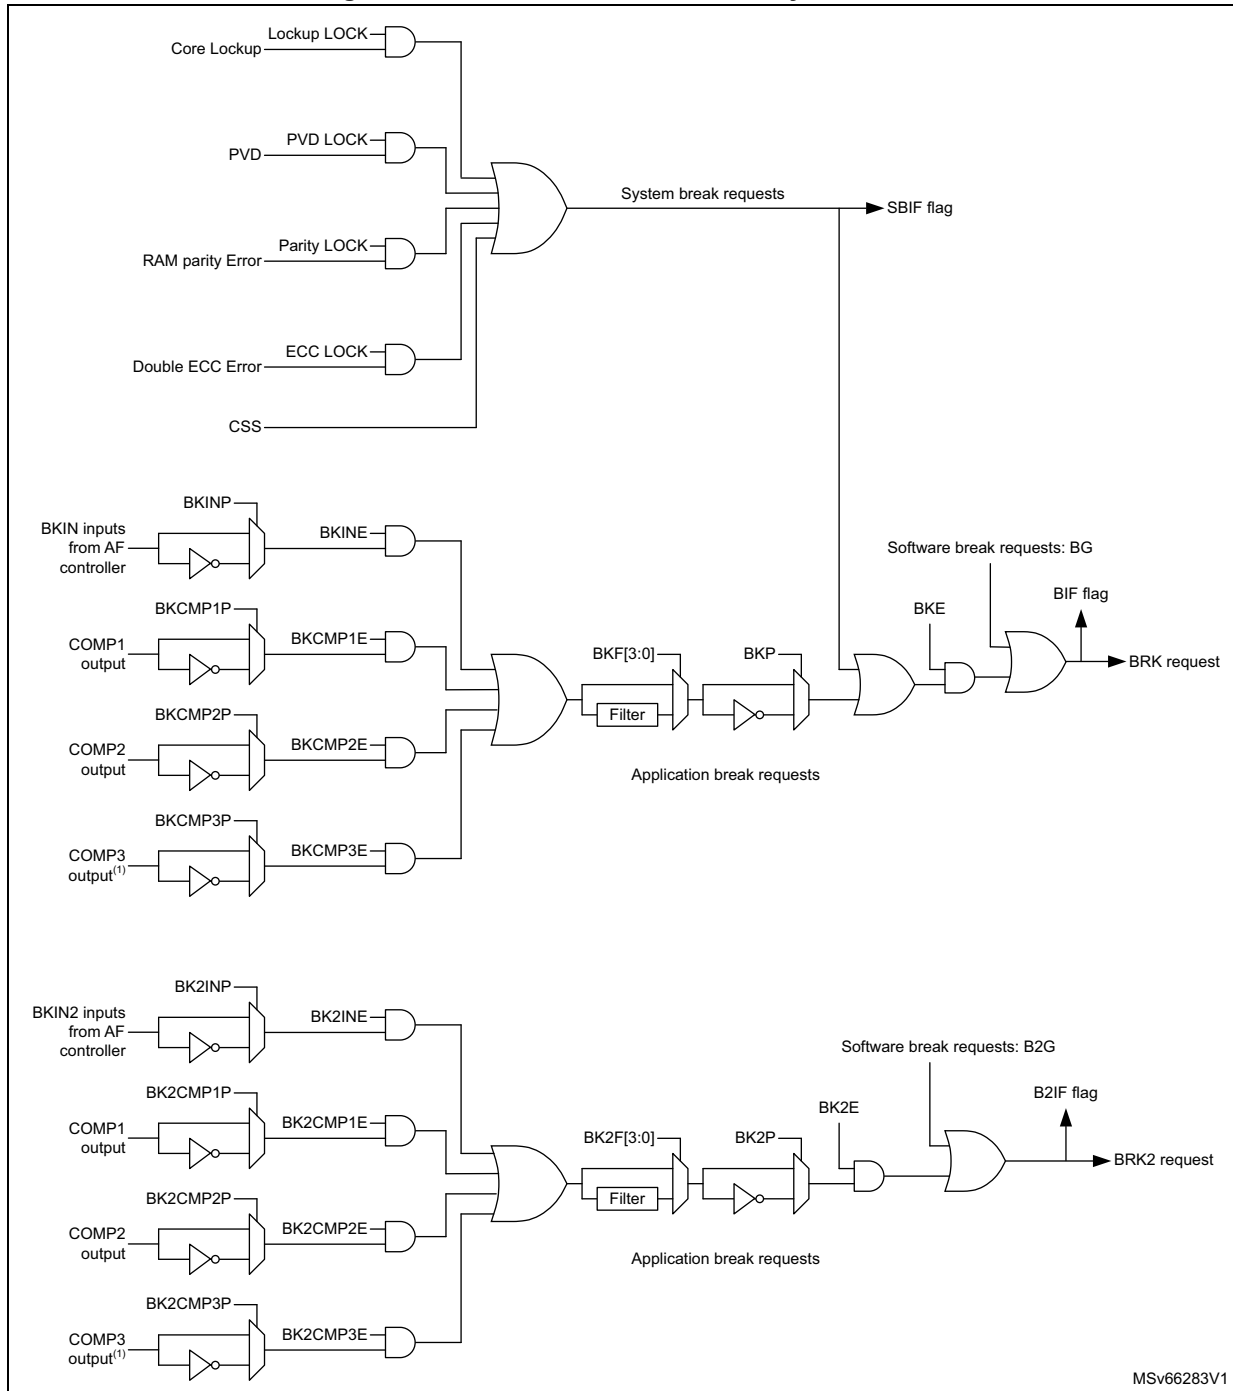 Lockup LOCK
Core Lockup
PVD LOCK
PVD
System break requests
SBIF flag
Parity LOCK
RAM parity Error
ECC LOCK
Double ECC Error
CSS
BKINP
BKIN inputs
from AF
controller
BKINE
Software break requests: BG
BIF flag
BKCMP1P
BKE
COMP1
output
BKCMP1E
BKF[3:0]
BKP
BRK request
Filter
BKCMP2P
COMP2
output
BKCMP2E
Application break requests
BKCMP3P
COMP3
output(1)
BKCMP3E
BK2INP
BKIN2 inputs
from AF
controller
BK2INE
Software break requests: B2G
B2IF flag
BK2CMP1P
BK2E
COMP1
output
BK2CMP1E
BK2F[3:0]
BK2P
BRK2 request
Filter
BK2CMP2P
COMP2
output
BK2CMP2E
Application break requests
BK2CMP3P
COMP3
output(1)
BK2CMP3E
MSv66283V1